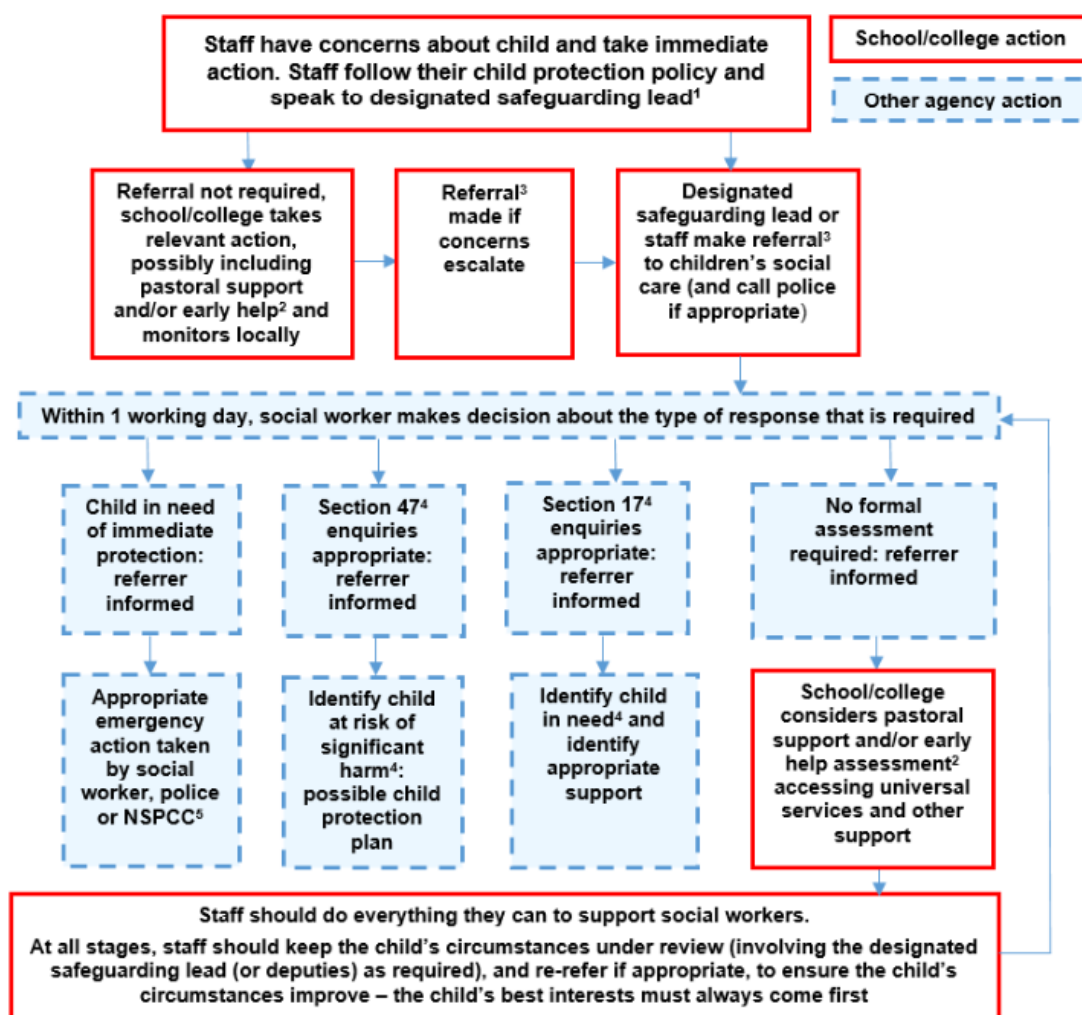 Staff have concerns about child and take immediate
action. Staff follow their child protection policy and
speak to designated safeguarding lead¹
School/college action
Other agency action
Referral not required,
school/college takes
relevant action,
possibly including
pastoral support
and/or early help² and
monitors locally
Referral³
made if
concerns
escalate
Designated
safeguarding lead or
staff make referral³
to children's social
care (and call police
if appropriate)
Within 1 working day, social worker makes decision about the type of response that is required
Child in need
of immediate
protection:
referrer
informed
Section 47⁴
enquiries
appropriate:
referrer
informed
Section 17⁴
enquiries
appropriate:
referrer
informed
No formal
assessment
required: referrer
informed
Appropriate
emergency
action taken
by social
worker, police
or NSPCC⁵
Identify child
at risk of
significant
harm⁴:
possible child
protection
plan
Identify child
in need⁴ and
identify
appropriate
support
School/college
considers pastoral
support and/or early
help assessment²
accessing universal
services and other
support
Staff should do everything they can to support social workers.
At all stages, staff should keep the child's circumstances under review (involving the designated
safeguarding lead (or deputies) as required), and re-refer if appropriate, to ensure the child's
circumstances improve – the child's best interests must always come first